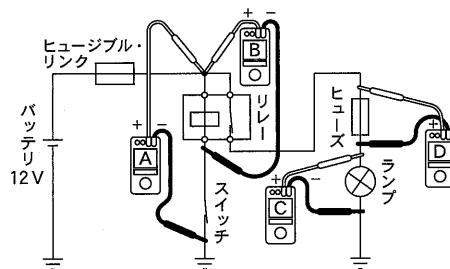 ヒュージブル・
リンク
バッテリ
12V
+ −
A
+ −
B
リレー
スイッチ
ヒューズ
ランプ
+ −
C
+ −
D